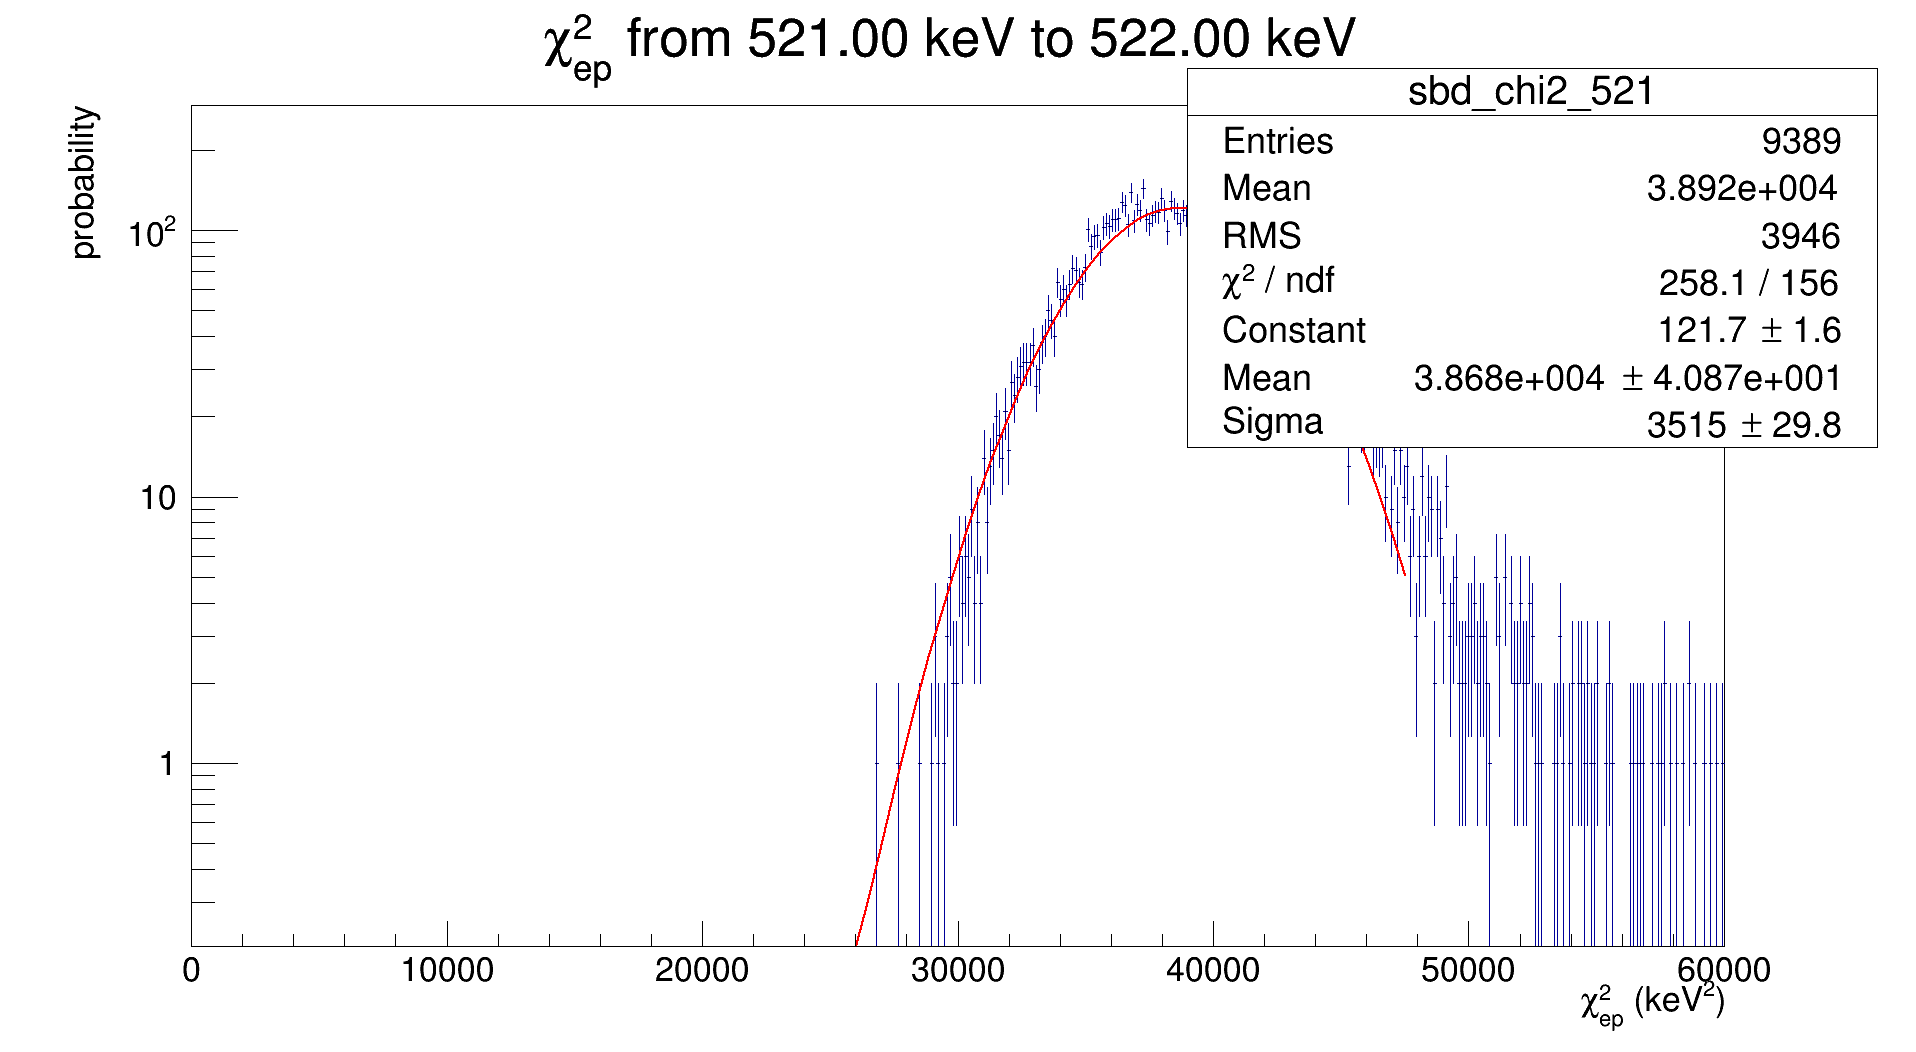 χ²ep from 521.00 keV to 522.00 keV
probability
sbd_chi2_521
Entries 9389
Mean 3.892e+004
RMS 3946
χ² / ndf 258.1 / 156
Constant 121.7 ± 1.6
Mean 3.868e+004 ± 4.087e+001
Sigma 3515 ± 29.8
10²
10
1
0 10000 20000 30000 40000 50000 60000
χ²ep (keV²)